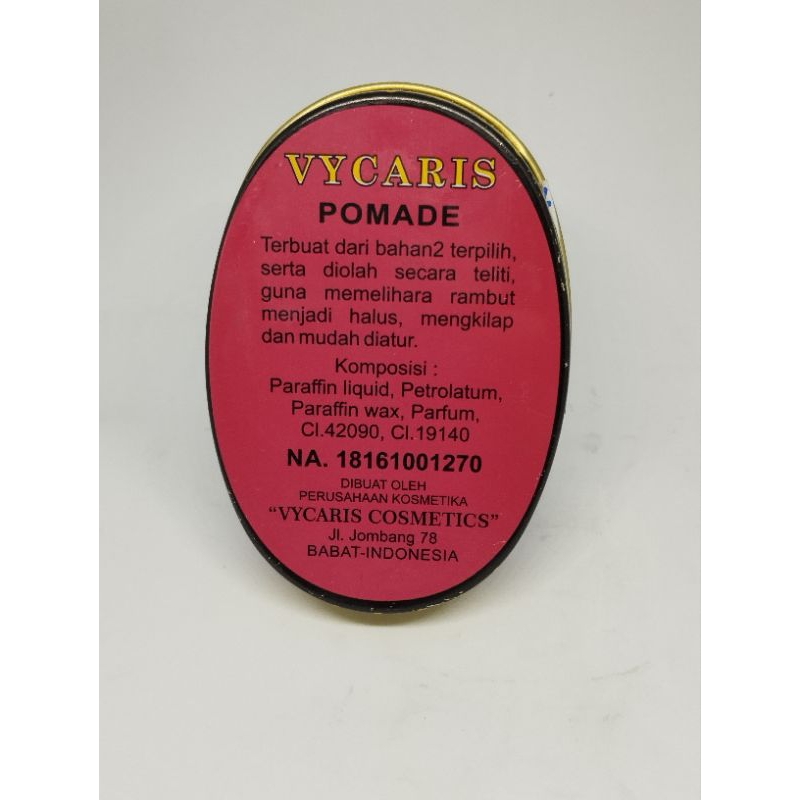 VYCARIS
POMADE
Terbuat dari bahan2 terpilih,
serta diolah secara teliti,
guna memelihara rambut
menjadi halus, mengkilap
dan mudah diatur.
Komposisi :
Paraffin liquid, Petrolatum,
Paraffin wax, Parfum,
CI.42090, CI.19140
NA. 18161001270
DIBUAT OLEH
PERUSAHAAN KOSMETIKA
“VYCARIS COSMETICS”
Jl. Jombang 78
BABAT-INDONESIA